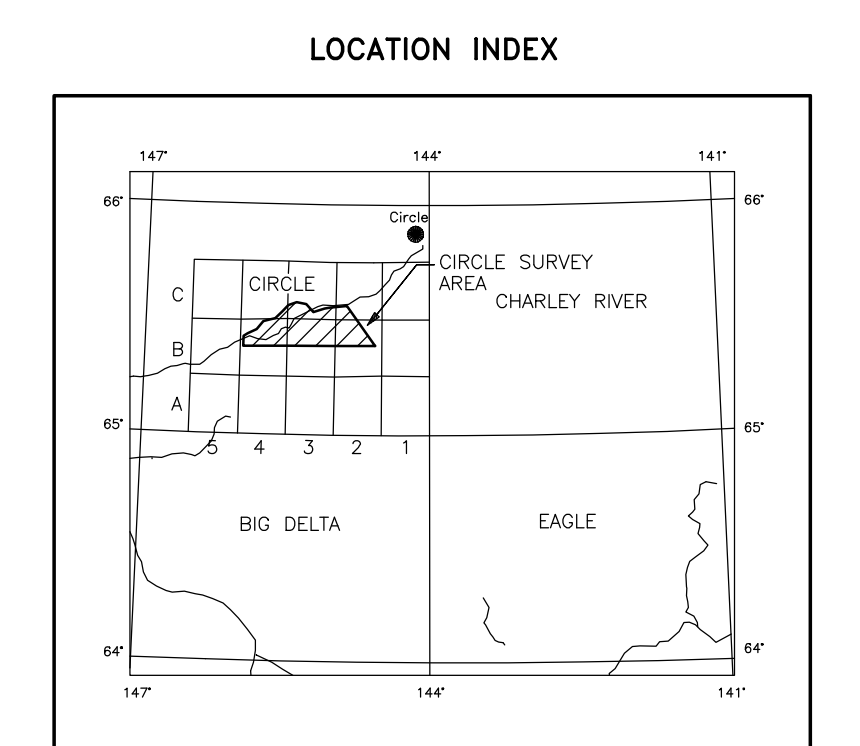 LOCATION INDEX
147° 144° 141°
66° 66°
Circle
CIRCLE SURVEY
AREA
CIRCLE
C
CHARLEY RIVER
B
A
65° 65°
5 4 3 2 1
BIG DELTA EAGLE
64° 64°
147° 144° 141°